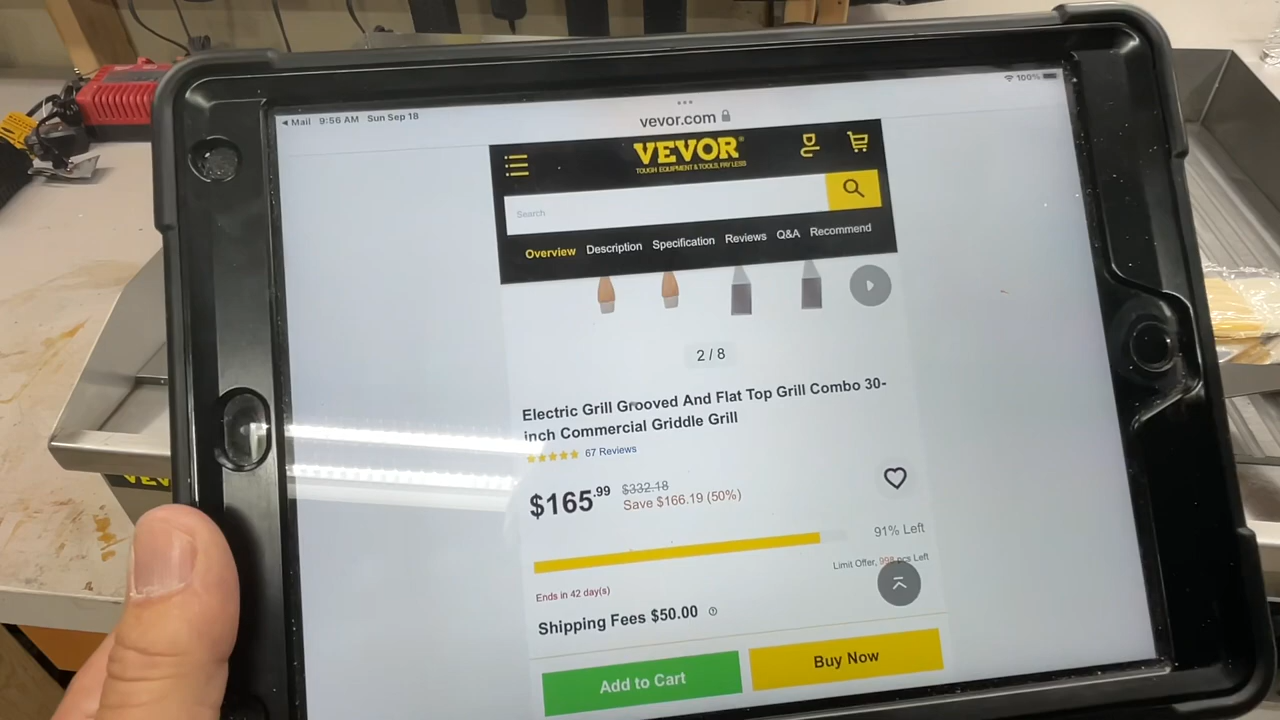 Mail 9:56 AM Sun Sep 18
100%
vevor.com
VEVOR
TOUGH EQUIPMENT & TOOLS, PAY LESS
Search
Overview Description Specification Reviews Q&A Recommend
2 / 8
Electric Grill Grooved And Flat Top Grill Combo 30-
inch Commercial Griddle Grill
67 Reviews
$165.99 $332.18
Save $166.19 (50%)
91% Left
Limit Offer, 998 pcs Left
Ends in 42 day(s)
Shipping Fees $50.00
Add to Cart
Buy Now
VEV